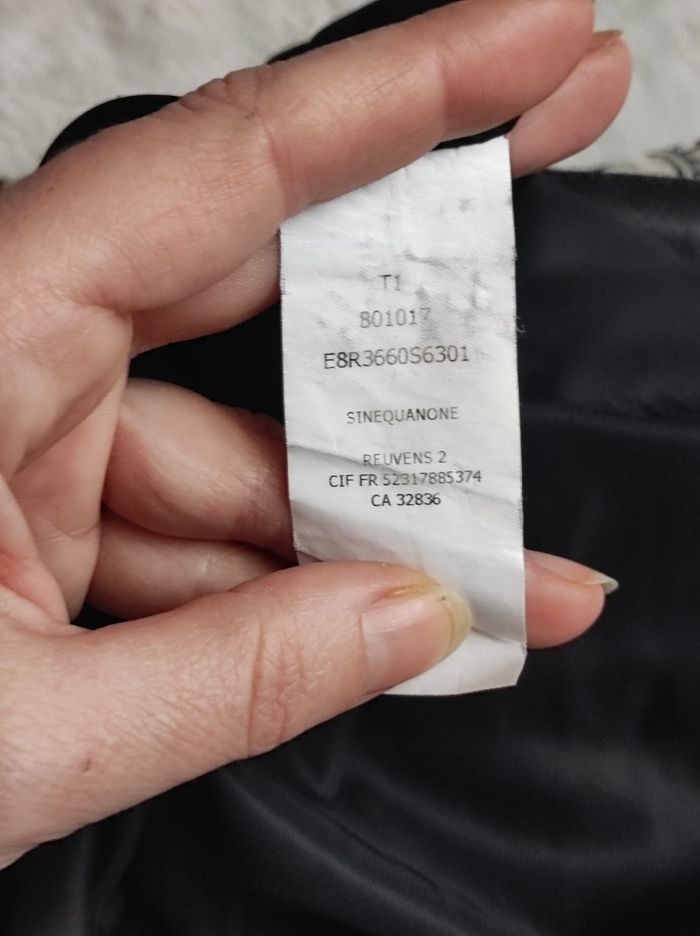 T1
801017
E8R3660S6301
SINEQUANONE
REUVENS 2
CIF FR 52317885374
CA 32836